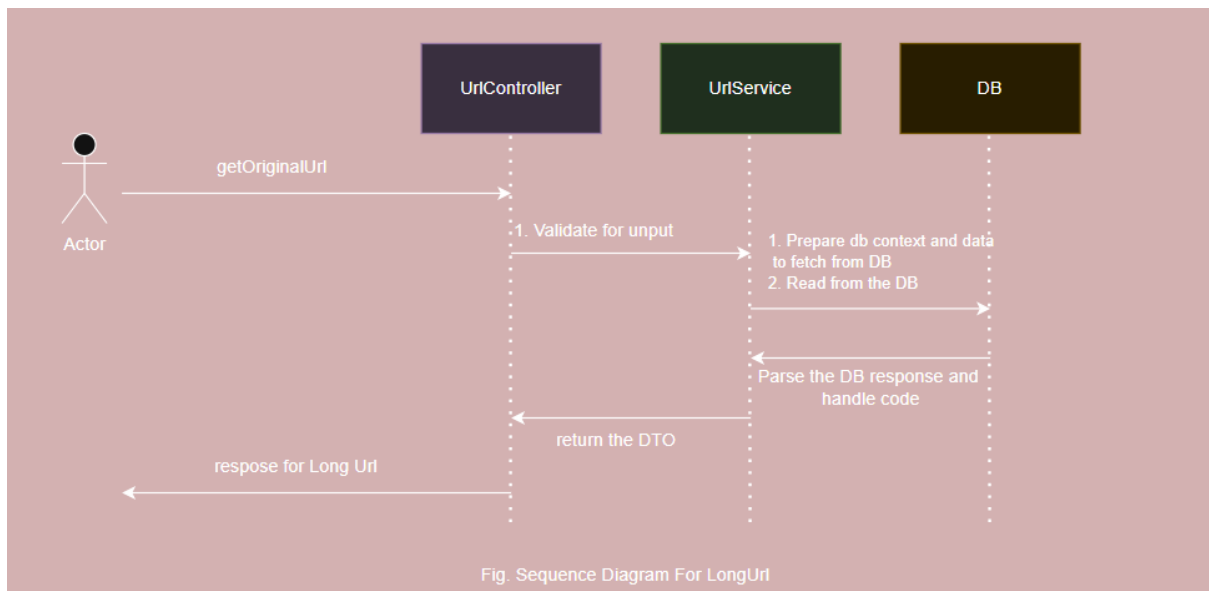 UrlController
UrlService
DB
getOriginalUrl
Actor
1. Validate for unput
1. Prepare db context and data
to fetch from DB
2. Read from the DB
Parse the DB response and
handle code
return the DTO
respose for Long Url
Fig. Sequence Diagram For LongUrl